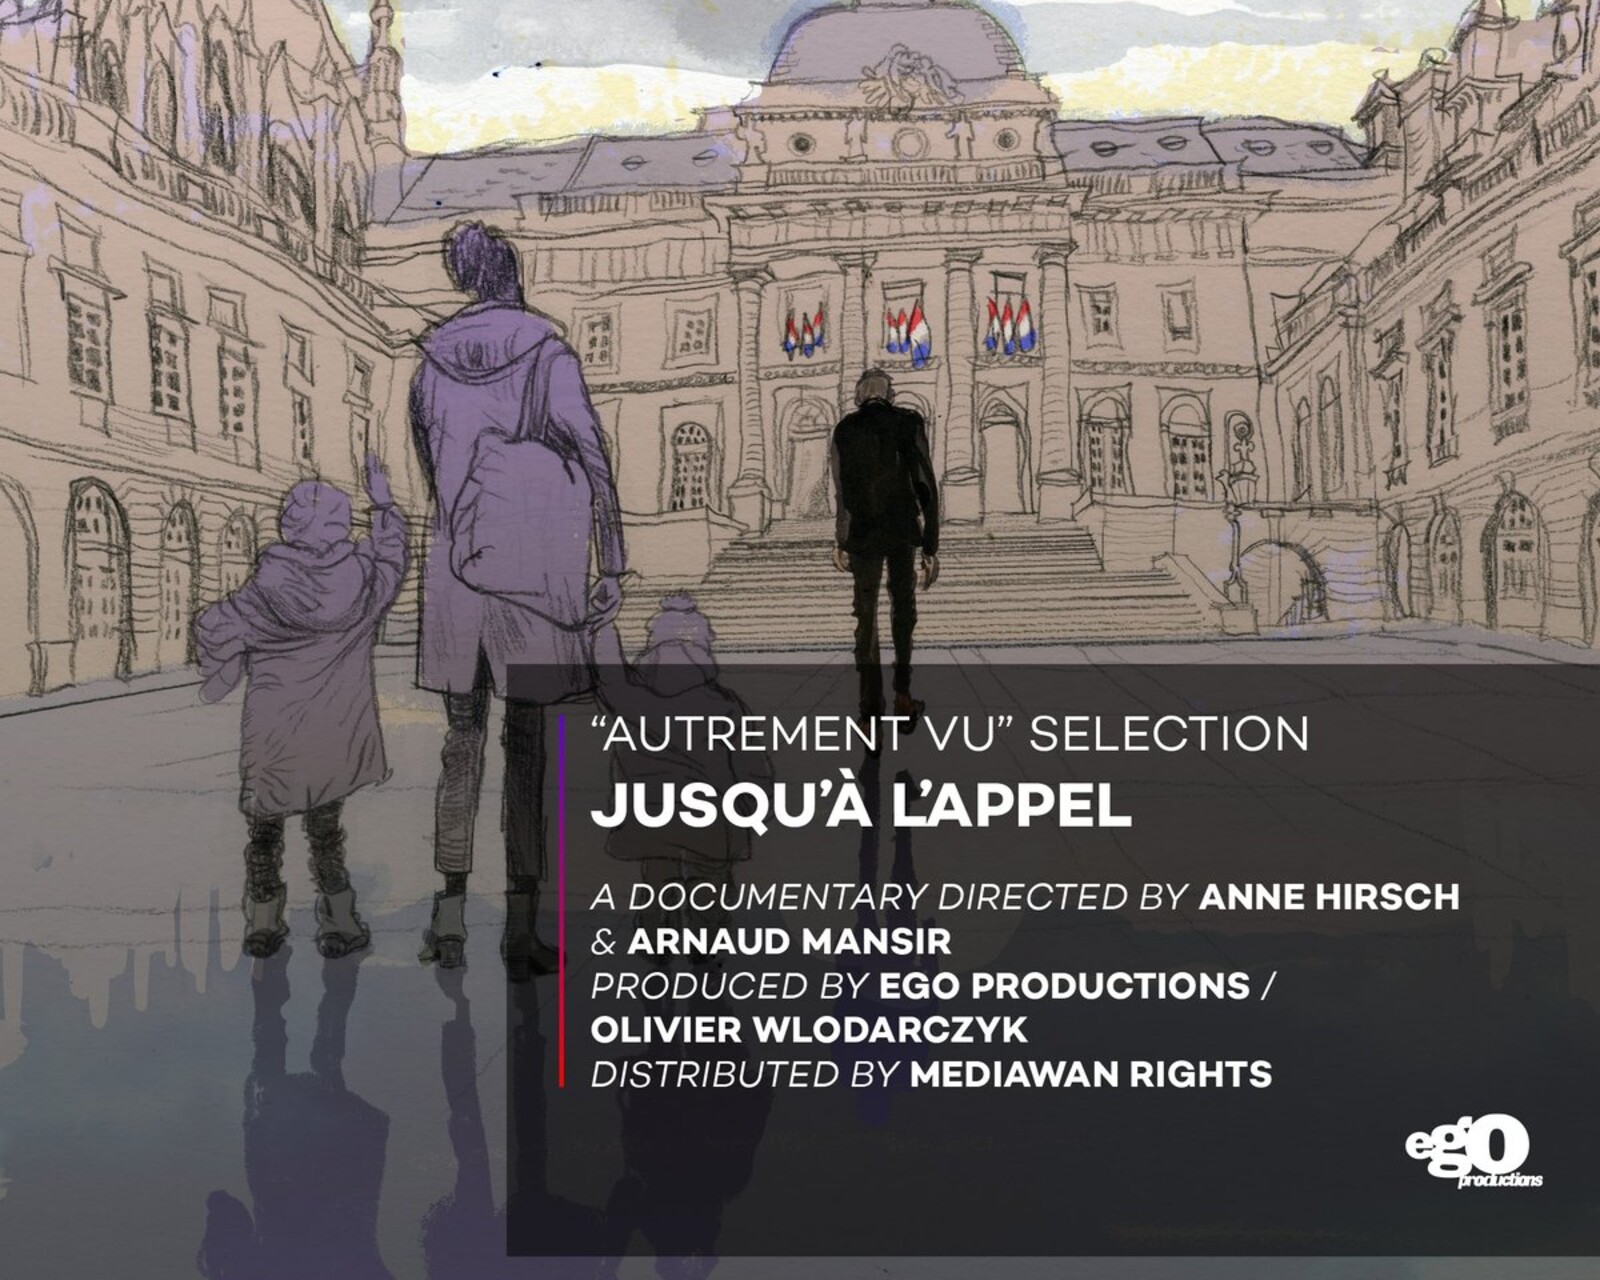 “AUTREMENT VU” SELECTION
JUSQU’À L’APPEL
A DOCUMENTARY DIRECTED BY ANNE HIRSCH
& ARNAUD MANSIR
PRODUCED BY EGO PRODUCTIONS /
OLIVIER WLODARCZYK
DISTRIBUTED BY MEDIAWAN RIGHTS
ego
productions